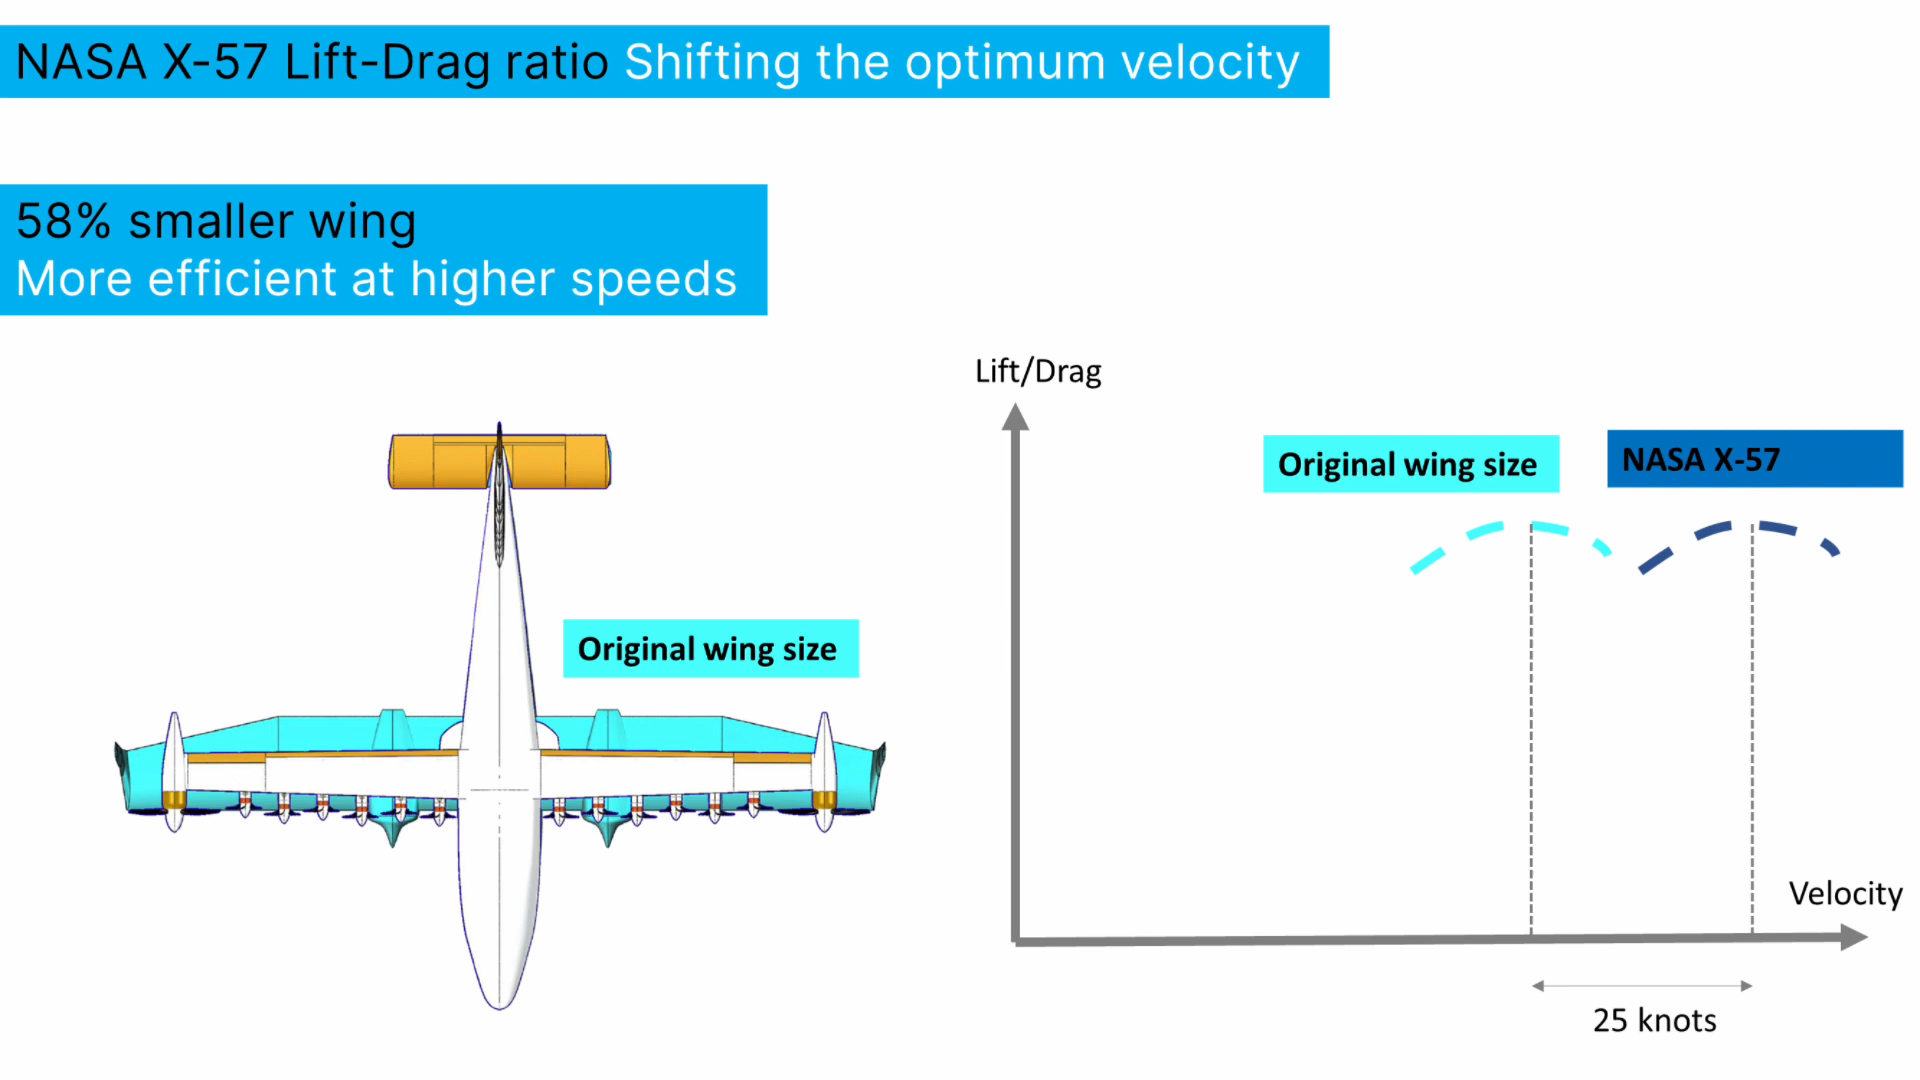 NASA X-57 Lift-Drag ratio Shifting the optimum velocity
58% smaller wing
More efficient at higher speeds
Lift/Drag
Original wing size
NASA X-57
Original wing size
Velocity
25 knots